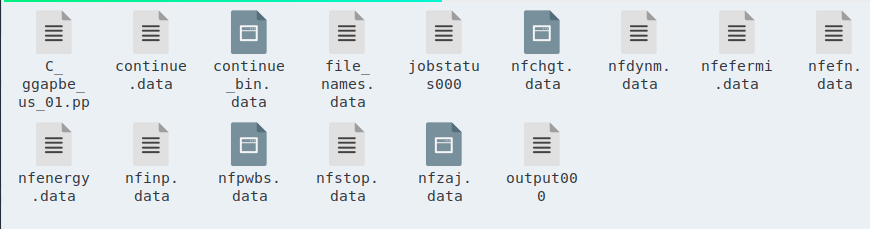 C_ continue continue file_ jobstatu nfchgt. nfdynm. nfefermi nfefn.
ggapbe_ .data _bin. names. s000 data data .data data
us_01.pp data data
nfenergy nfinp. nfpwbs. nfstop. nfzaj. output00
.data data data data data 0